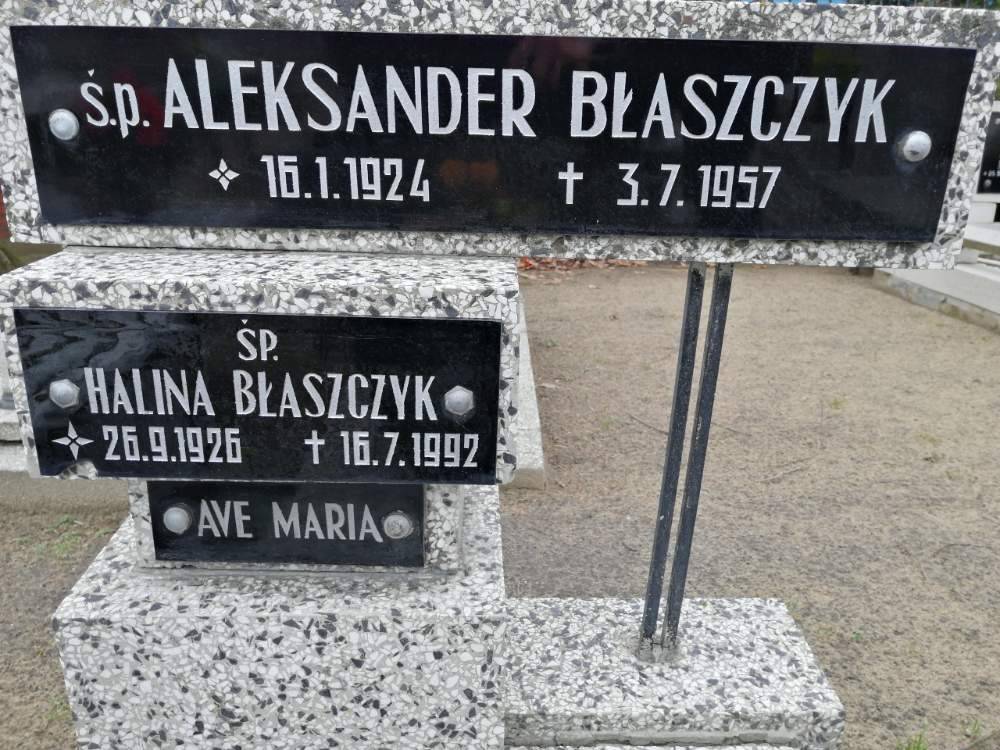 ś.p. ALEKSANDER BŁASZCZYK
16.1.1924 † 3.7.1957
ŚP.
HALINA BŁASZCZYK
26.9.1926 † 16.7.1992
AVE MARIA